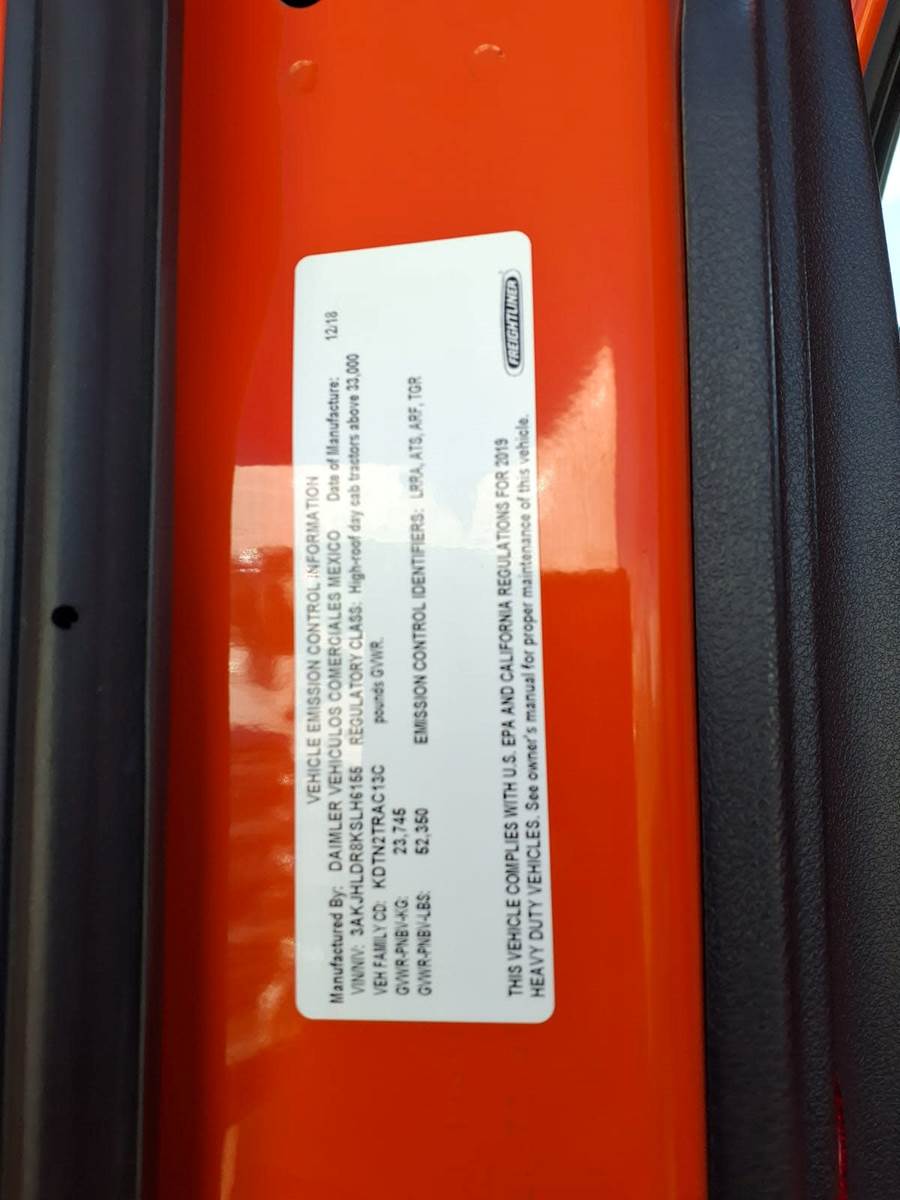 VEHICLE EMISSION CONTROL INFORMATION
Manufactured By: DAIMLER VEHICULOS COMERCIALES MEXICO Date of Manufacture: 12/18
VIN/NIV: 3AKJHLDR8KSLH6155 REGULATORY CLASS: High-roof day cab tractors above 33,000
VEH FAMILY CD: KDTN2TRAC13C pounds GVWR.
GVWR-PNBV-KG: 23,745
GVWR-PNBV-LBS: 52,350 EMISSION CONTROL IDENTIFIERS: LRRA, ATS, ARF, TGR
THIS VEHICLE COMPLIES WITH U.S. EPA AND CALIFORNIA REGULATIONS FOR 2019
HEAVY DUTY VEHICLES. See owner's manual for proper maintenance of this vehicle.
FREIGHTLINER